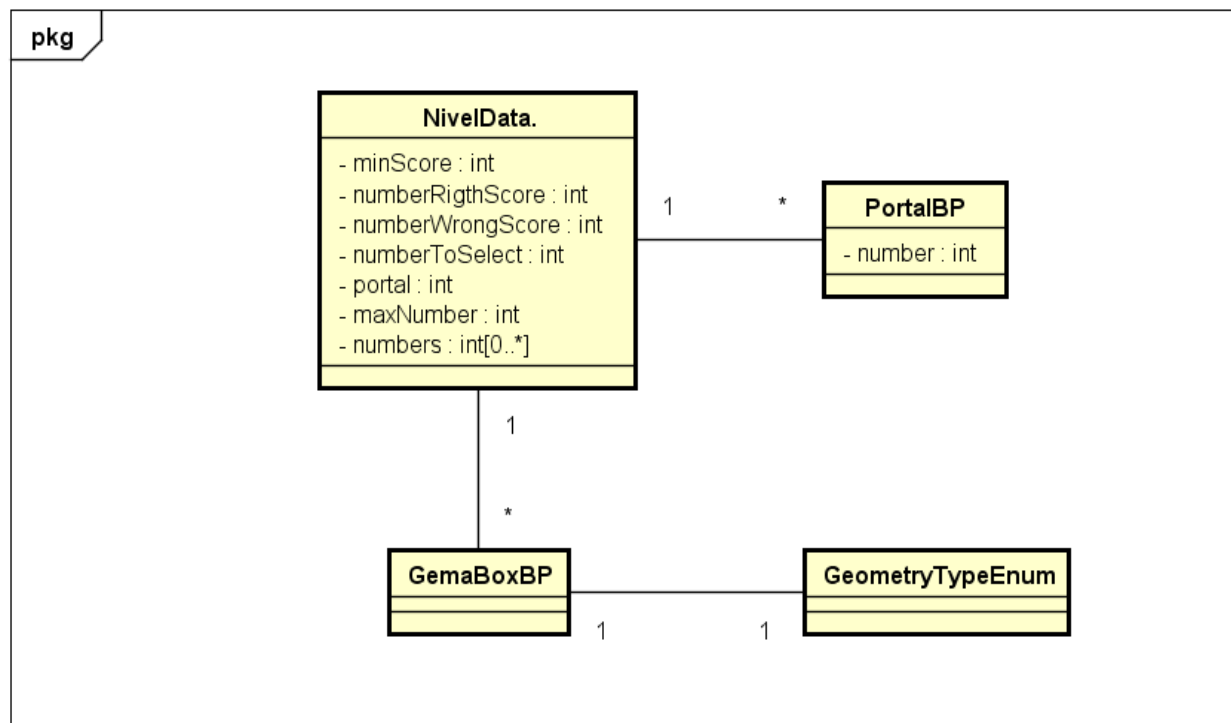 pkg
NivelData.
- minScore : int
- numberRigthScore : int
- numberWrongScore : int
- numberToSelect : int
- portal : int
- maxNumber : int
- numbers : int[0..*]
1 *
PortalBP
- number : int
1
*
GemaBoxBP
GeometryTypeEnum
1 1